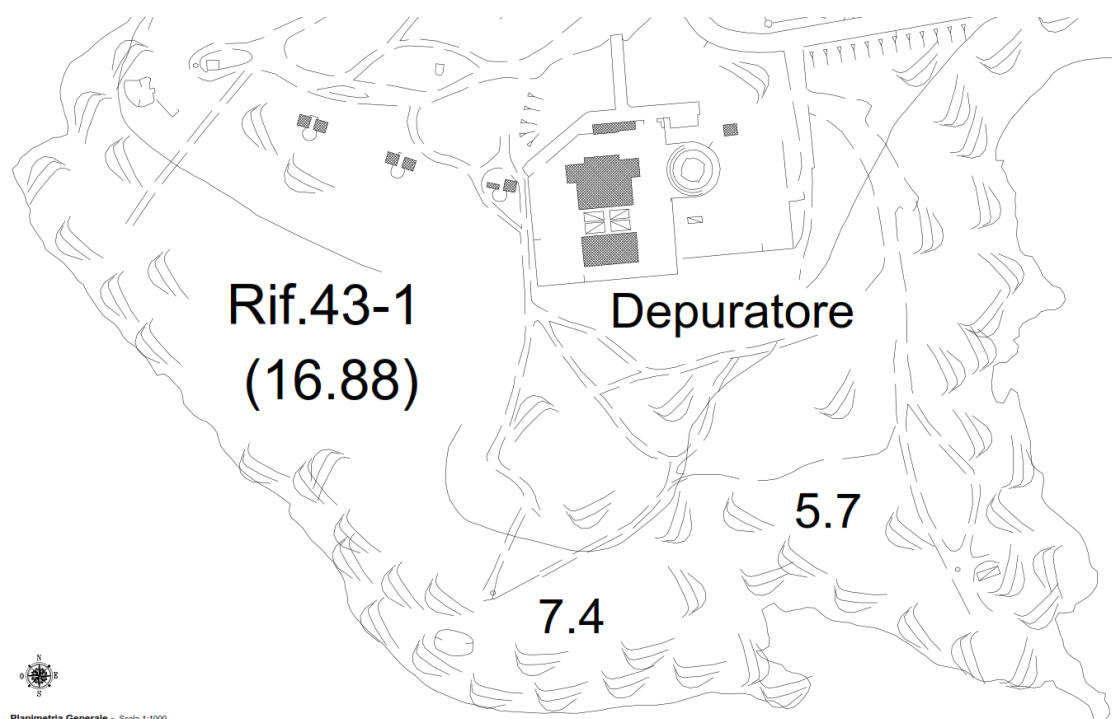 Rif.43-1
(16.88)
Depuratore
5.7
7.4
N
O E
S
Planimetria Generale - Scala 1:1000